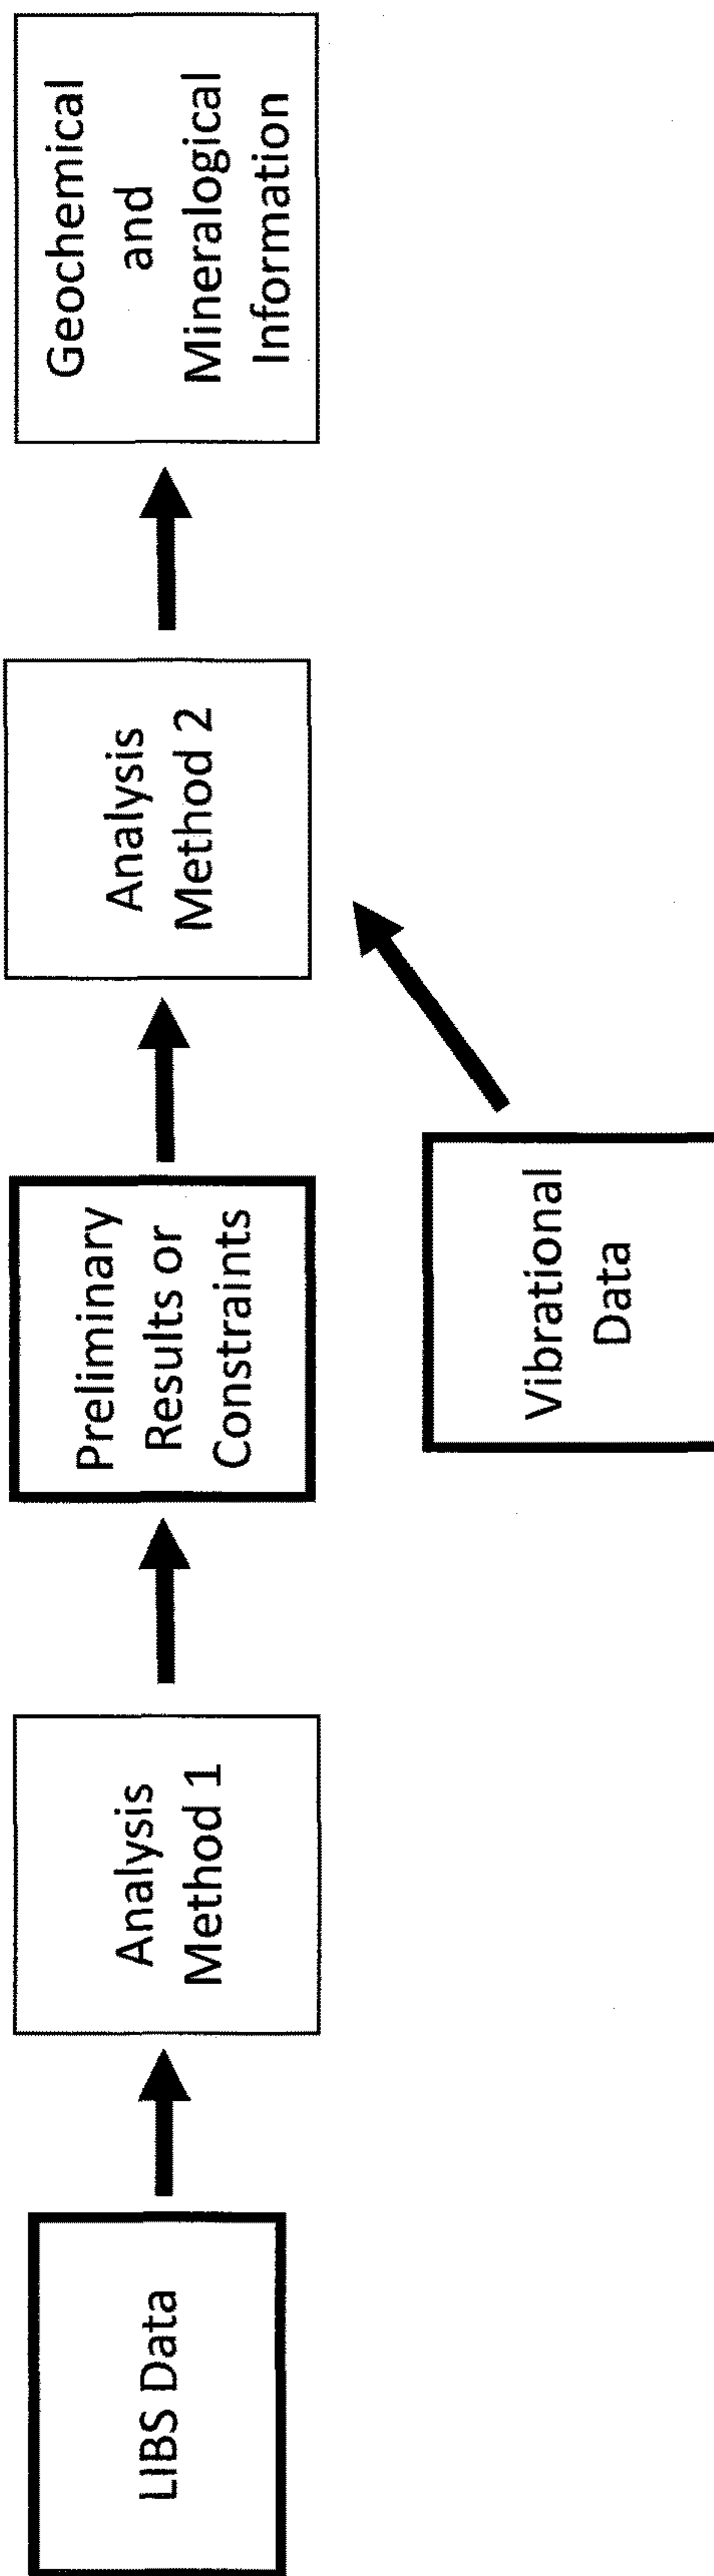 LIBS Data
Analysis
Method 1
Preliminary
Results or
Constraints
Vibrational
Data
Analysis
Method 2
Geochemical
and
Mineralogical
Information